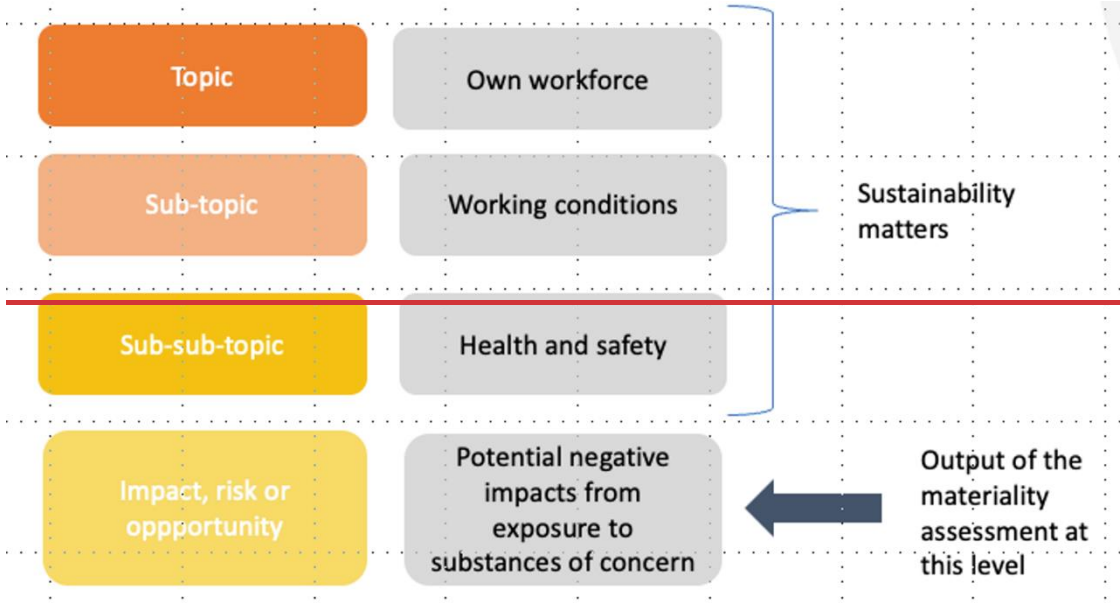 Topic
Own workforce
Sub-topic
Working conditions
Sustainability
matters
Sub-sub-topic
Health and safety
Impact, risk or
oppportunity
Potential negative
impacts from
exposure to
substances of concern
Output of the
materiality
assessment at
this level